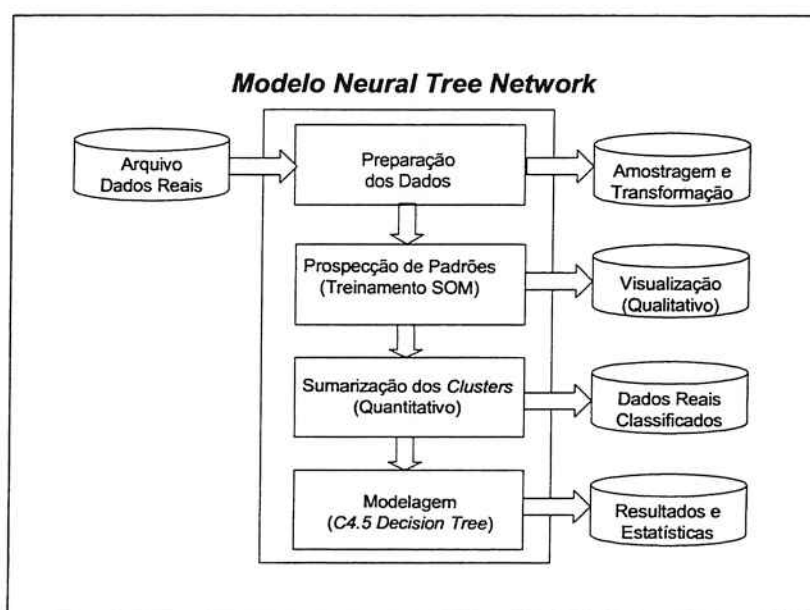 Modelo Neural Tree Network
Arquivo
Dados Reais
Preparação
dos Dados
Amostragem e
Transformação
Prospecção de Padrões
(Treinamento SOM)
Visualização
(Qualitativo)
Sumarização dos Clusters
(Quantitativo)
Dados Reais
Classificados
Modelagem
(C4.5 Decision Tree)
Resultados e
Estatísticas